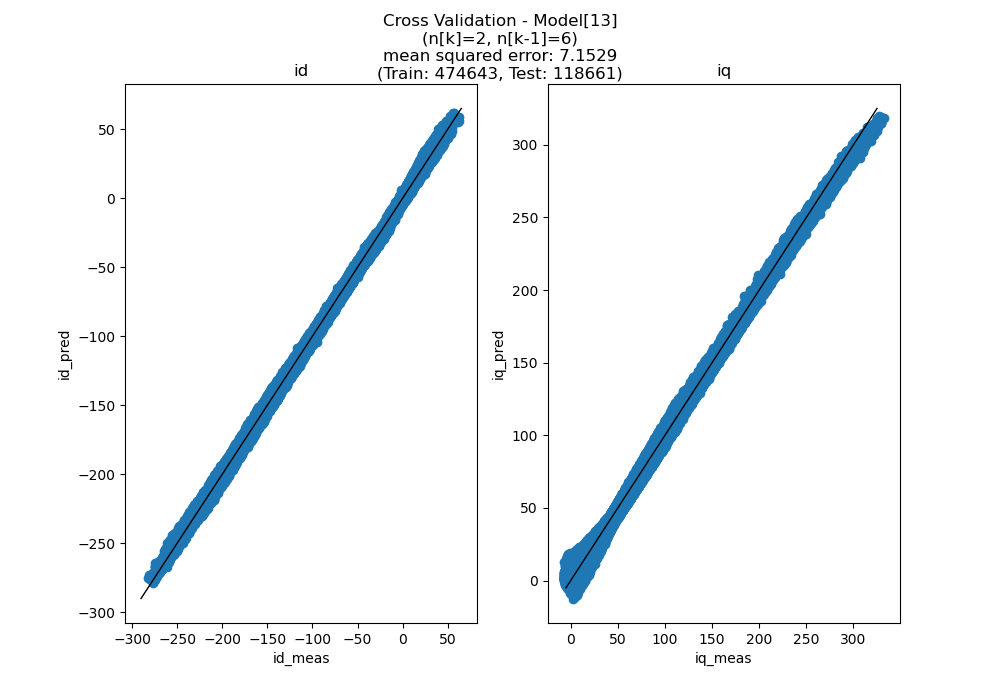 Cross Validation - Model[13]
(n[k]=2, n[k-1]=6)
mean squared error: 7.1529
(Train: 474643, Test: 118661)
id
iq
50
0
−50
−100
−150
−200
−250
−300
id_pred
−300 −250 −200 −150 −100 −50 0 50
id_meas
300
250
200
150
100
50
0
iq_pred
0 50 100 150 200 250 300
iq_meas